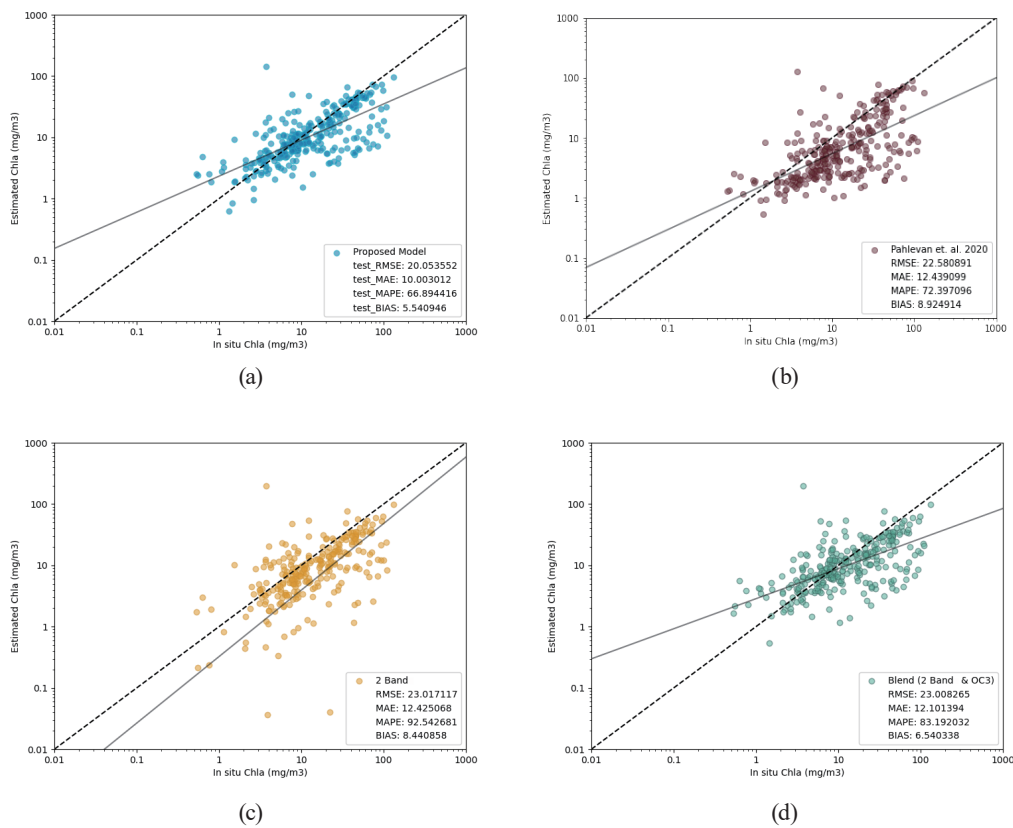 1000
100
10
1
0.1
0.01
Estimated Chla (mg/m3)
Proposed Model
test_RMSE: 20.053552
test_MAE: 10.003012
test_MAPE: 66.894416
test_BIAS: 5.540946
0.01 0.1 1 10 100 1000
In situ Chla (mg/m3)
(a)
1000
100
10
1
0.1
0.01
Estimated Chla (mg/m3)
Pahlevan et. al. 2020
RMSE: 22.580891
MAE: 12.439099
MAPE: 72.397096
BIAS: 8.924914
0.01 0.1 1 10 100 1000
In situ Chla (mg/m3)
(b)
1000
100
10
1
0.1
0.01
Estimated Chla (mg/m3)
2 Band
RMSE: 23.017117
MAE: 12.425068
MAPE: 92.542681
BIAS: 8.440858
0.01 0.1 1 10 100 1000
In situ Chla (mg/m3)
(c)
1000
100
10
1
0.1
0.01
Estimated Chla (mg/m3)
Blend (2 Band & OC3)
RMSE: 23.008265
MAE: 12.101394
MAPE: 83.192032
BIAS: 6.540338
0.01 0.1 1 10 100 1000
In situ Chla (mg/m3)
(d)